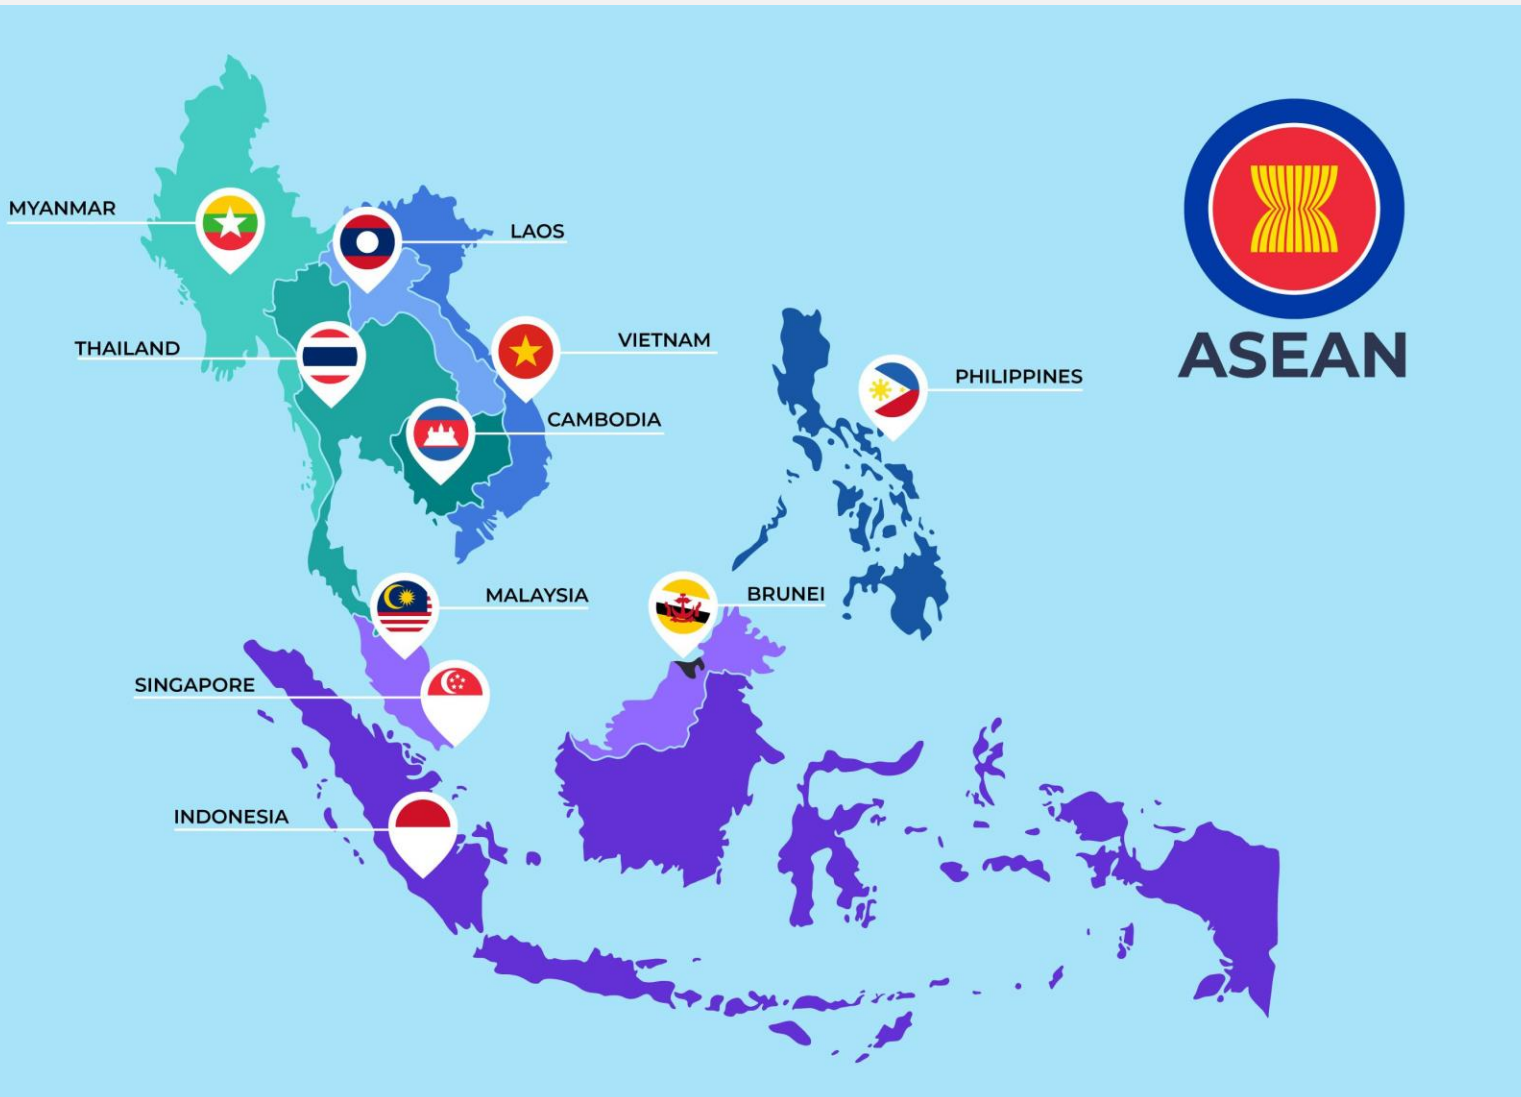 MYANMAR
LAOS
THAILAND
VIETNAM
ASEAN
PHILIPPINES
CAMBODIA
MALAYSIA
BRUNEI
SINGAPORE
INDONESIA